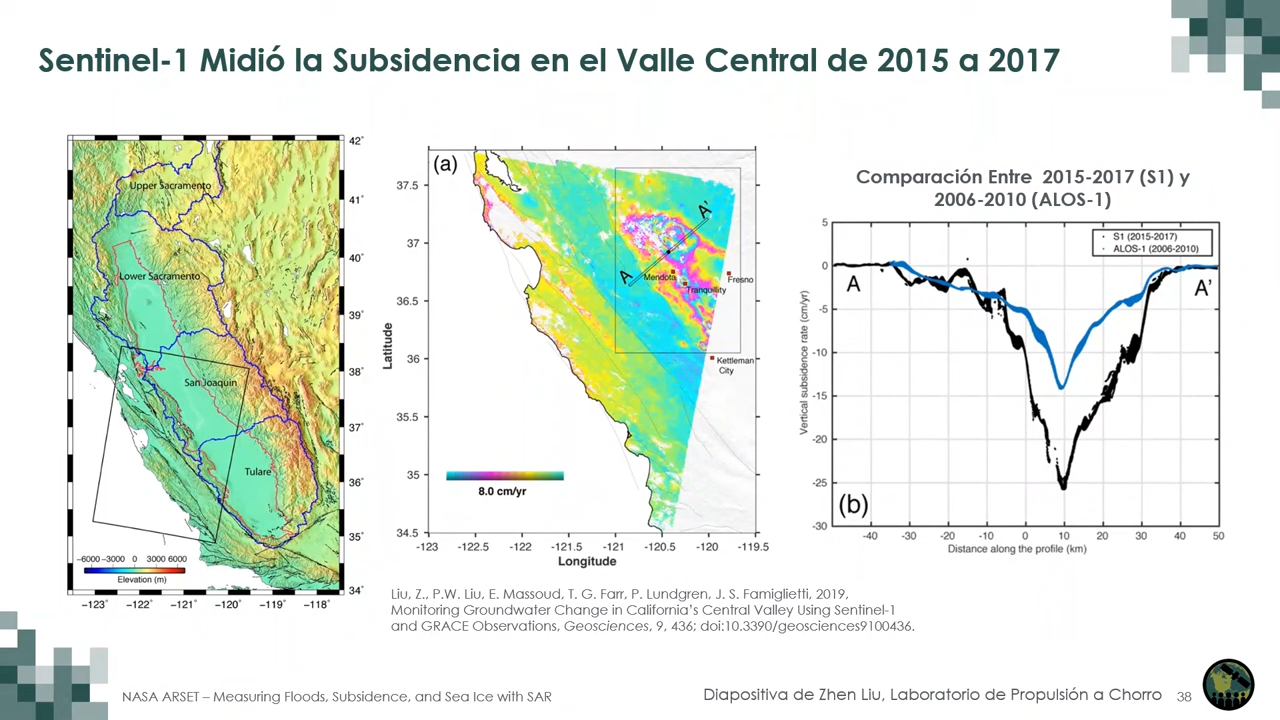 Sentinel-1 Midió la Subsidencia en el Valle Central de 2015 a 2017
42°
41°
40°
39°
38°
37°
36°
35°
34°
Upper Sacramento
Lower Sacramento
San Joaquin
Tulare
−6000 −3000 0 3000 6000
Elevation (m)
−123° −122° −121° −120° −119° −118°
(a)
37.5
37
36.5
36
35.5
35
34.5
Latitude
A'
A
Mendota
Tranquillity
Fresno
Kettleman
City
8.0 cm/yr
-123 -122.5 -122 -121.5 -121 -120.5 -120 -119.5
Longitude
Comparación Entre 2015-2017 (S1) y
2006-2010 (ALOS-1)
S1 (2015-2017)
ALOS-1 (2006-2010)
5
0
-5
-10
-15
-20
-25
-30
Vertical subsidence rate (cm/yr)
A
A'
(b)
-40 -30 -20 -10 0 10 20 30 40 50
Distance along the profile (km)
Liu, Z., P.W. Liu, E. Massoud, T. G. Farr, P. Lundgren, J. S. Famiglietti, 2019,
Monitoring Groundwater Change in California's Central Valley Using Sentinel-1
and GRACE Observations, Geosciences, 9, 436; doi:10.3390/geosciences9100436.
NASA ARSET – Measuring Floods, Subsidence, and Sea Ice with SAR
Diapositiva de Zhen Liu, Laboratorio de Propulsión a Chorro
38